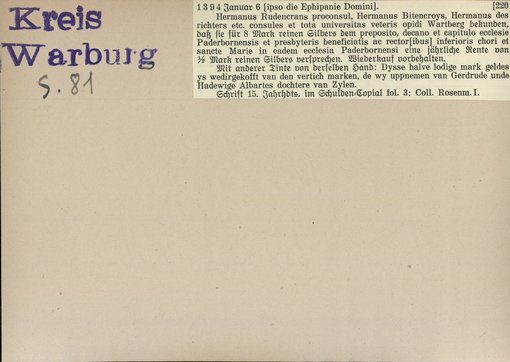 Kreis
Warburg
S. 81
1394 Januar 6 [ipso die Ephipanie Domini]. [220
Hermanus Rudencrans proconsul, Hermanus Bitencroys, Hermanus des
richters etc. consules et tota universitas veteris opidi Wartberg bekunden,
daß sie für 8 Mark reinen Silbers dem preposito, decano et capitulo ecclesie
Paderbornensis et presbyteris beneficiatis ac rector[ibus] inferioris chori et
sancte Marie in eadem ecclesia Paderbornensi eine jährliche Rente von
½ Mark reinen Silbers versprechen. Wiederkauf vorbehalten.
Mit anderer Tinte von derselben Hand: Dysse halve lodige mark geldes
ys wedirgekofft van den vertich marken, de wy uppnemen van Gerdrude unde
Hadewige Albartes dochtere van Zylen.
Schrift 15. Jahrhdts. im Schulden-Copial fol. 3; Coll. Rosenm. I.